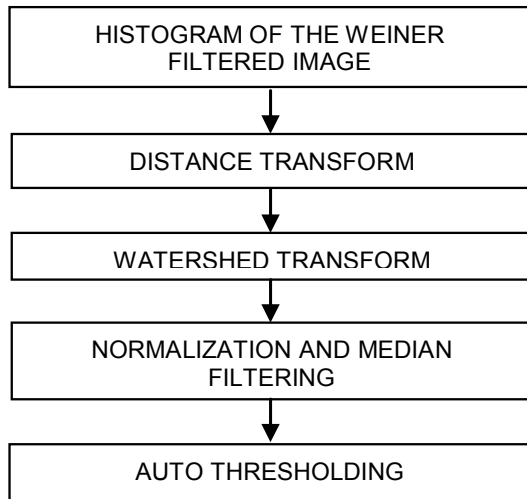 HISTOGRAM OF THE WEINER
FILTERED IMAGE
DISTANCE TRANSFORM
WATERSHED TRANSFORM
NORMALIZATION AND MEDIAN
FILTERING
AUTO THRESHOLDING